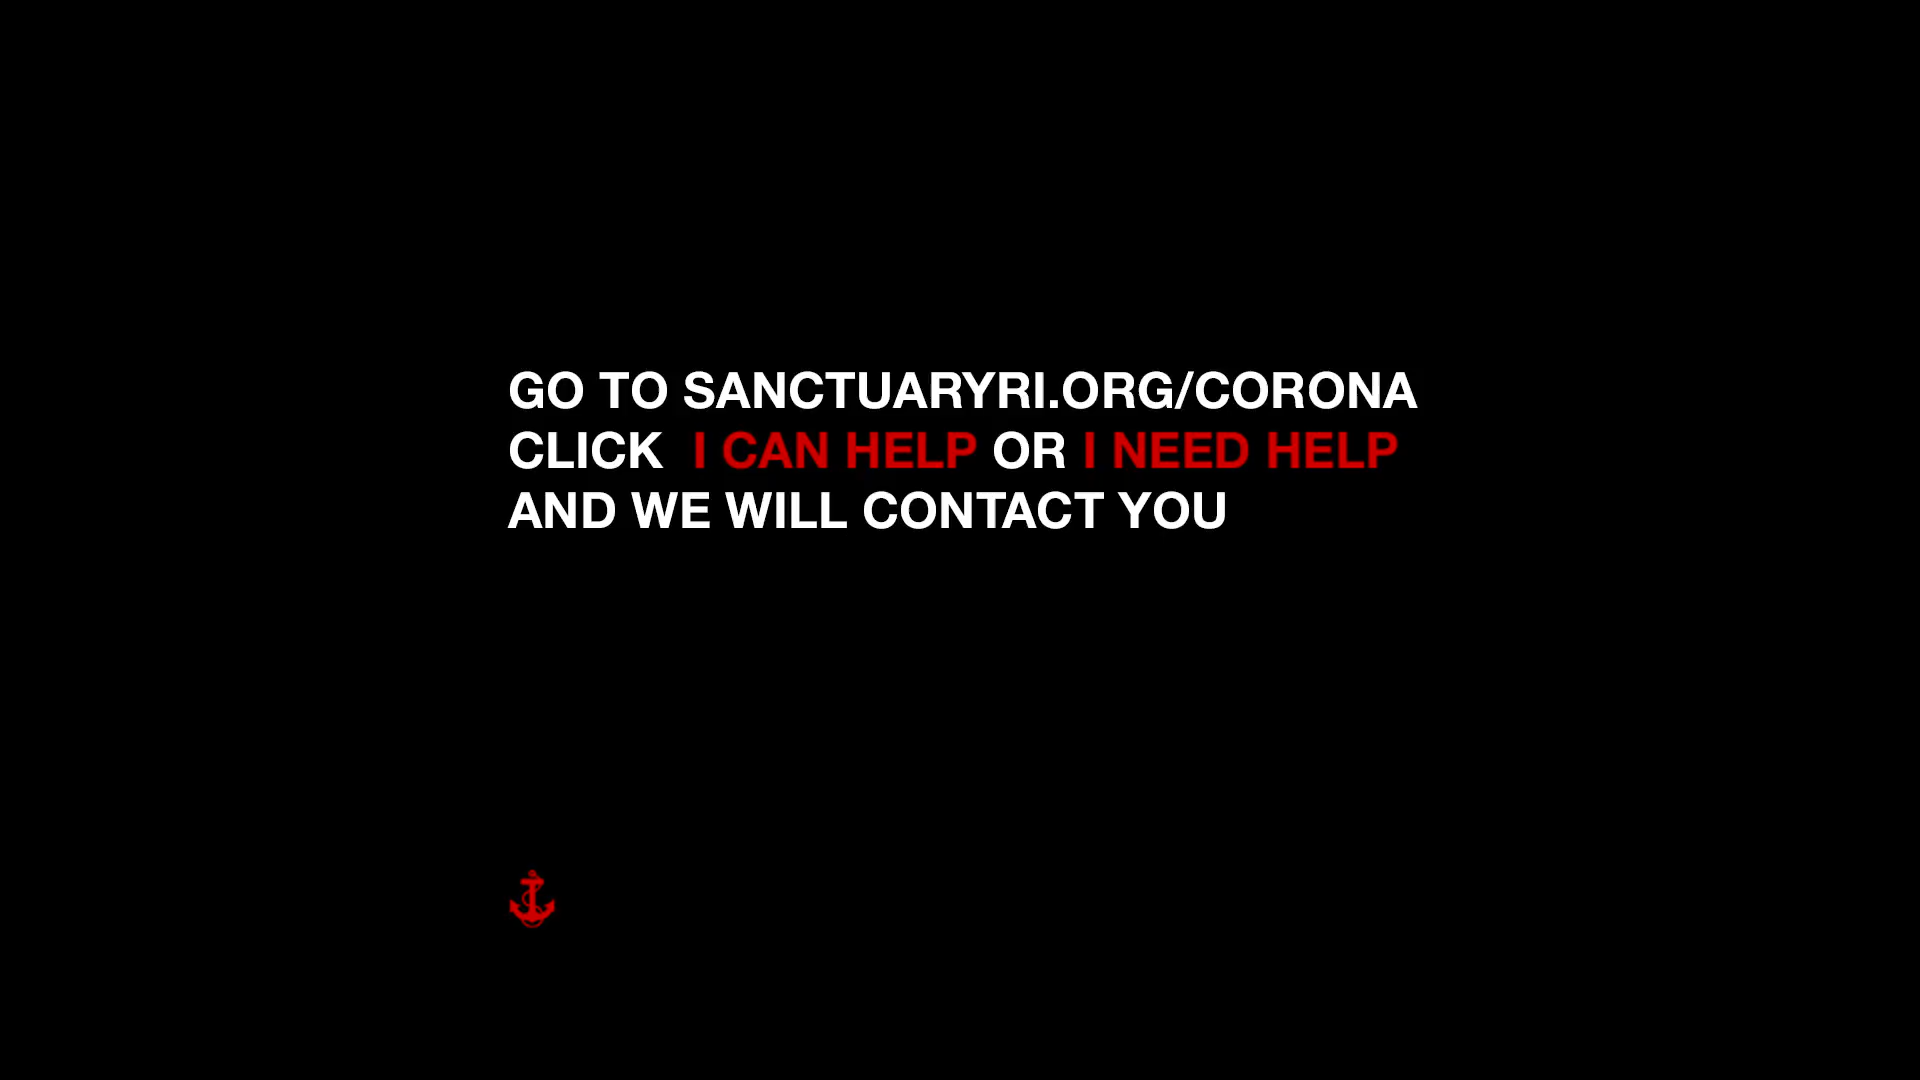 GO TO SANCTUARYRI.ORG/CORONA
CLICK I CAN HELP OR I NEED HELP
AND WE WILL CONTACT YOU